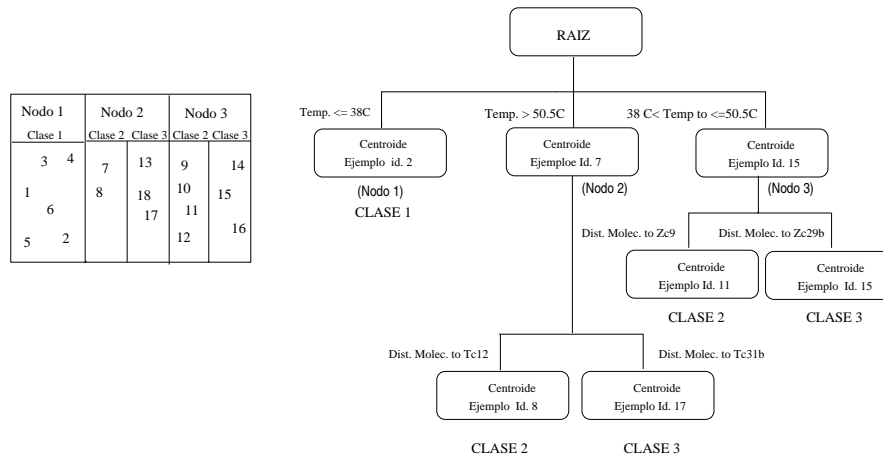 RAIZ
Nodo 1 Nodo 2 Nodo 3
Clase 1 Clase 2 Clase 3 Clase 2 Clase 3
3 4 7 13 9 14
1 8 18 10 15
6 17 11
5 2 12 16
Temp. <= 38C Temp. > 50.5C 38 C< Temp to <=50.5C
Centroide
Ejemplo id. 2
(Nodo 1)
CLASE 1
Centroide
Ejemploe Id. 7
(Nodo 2)
Centroide
Ejemplo Id. 15
(Nodo 3)
Dist. Molec. to Zc9 Dist. Molec. to Zc29b
Centroide
Ejemplo Id. 11
CLASE 2
Centroide
Ejemplo Id. 15
CLASE 3
Dist. Molec. to Tc12 Dist. Molec. to Tc31b
Centroide
Ejemplo Id. 8
CLASE 2
Centroide
Ejemplo Id. 17
CLASE 3